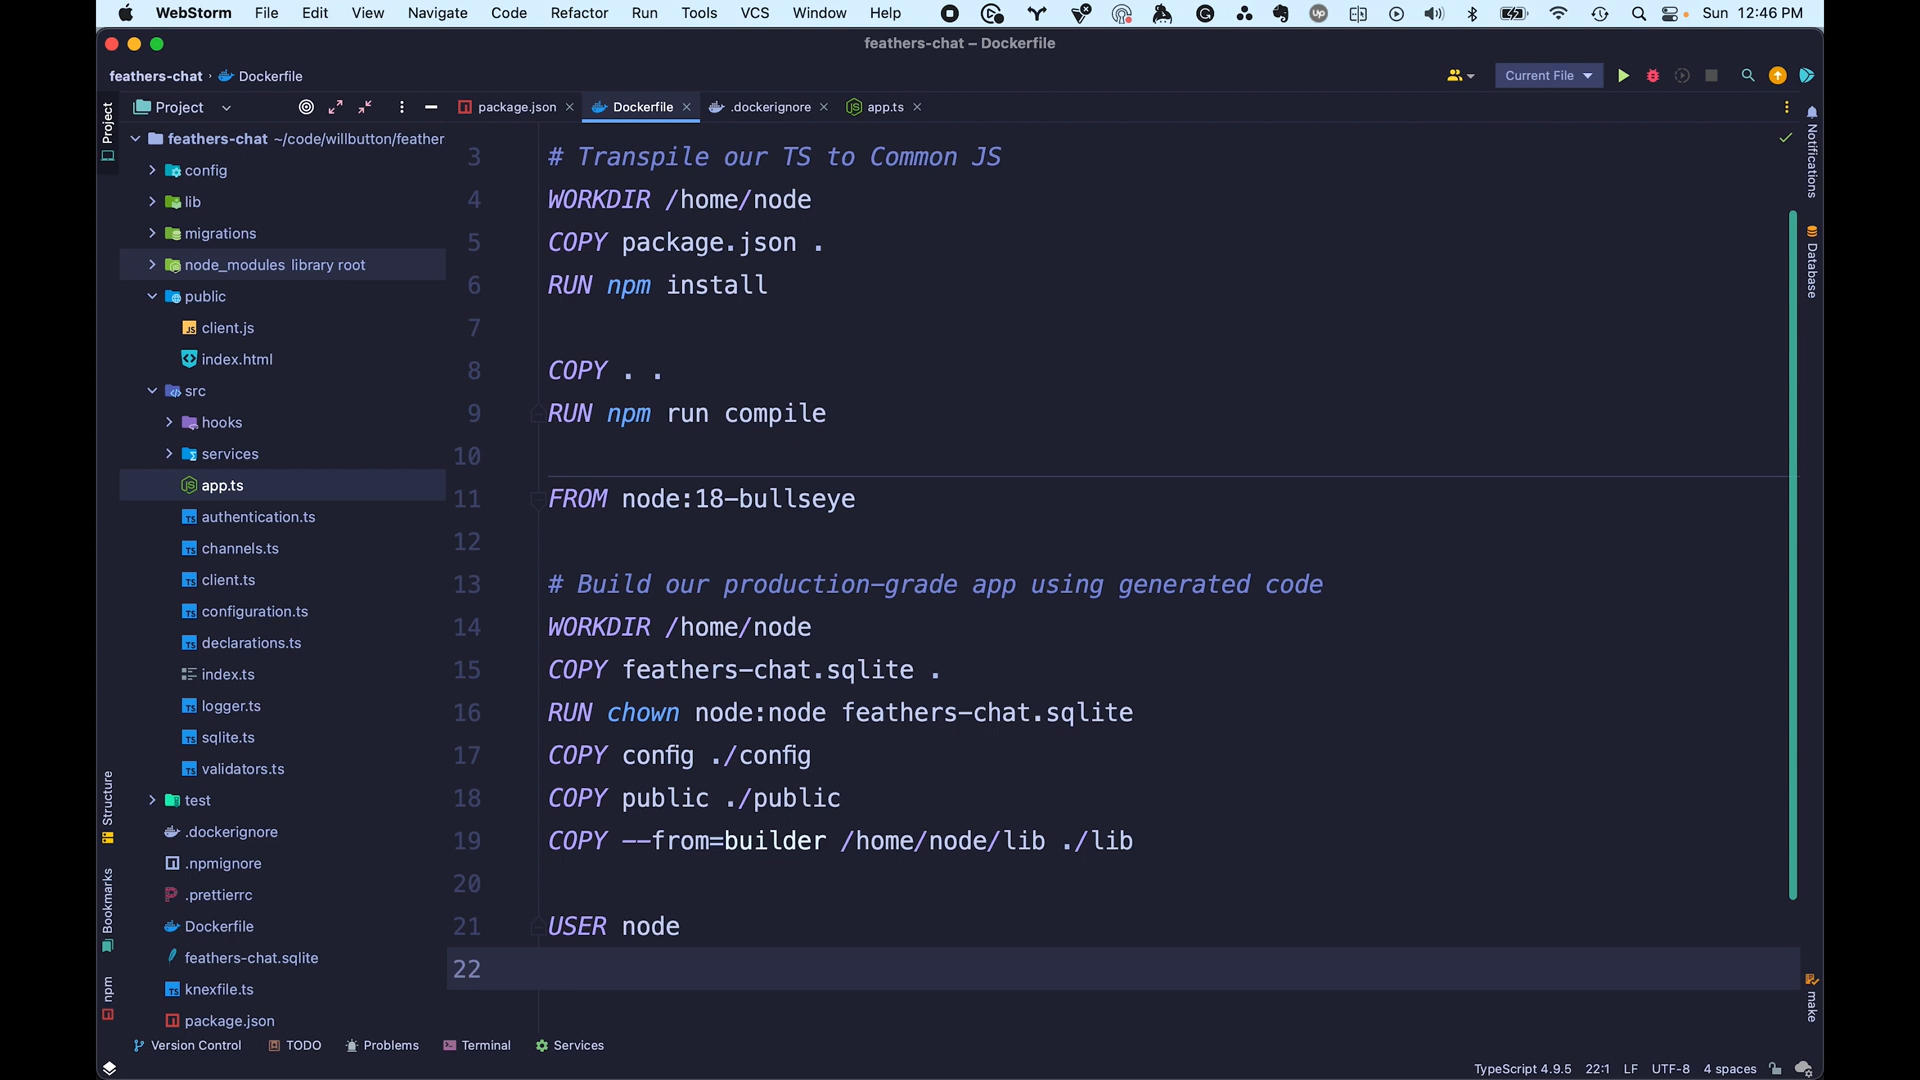 WebStorm File Edit View Navigate Code Refactor Run Tools VCS Window Help Sun 12:46 PM
feathers-chat – Dockerfile
feathers-chat › Dockerfile
Current File
Project
package.json
Dockerfile
.dockerignore
app.ts
Project
Structure
Bookmarks
npm
feathers-chat ~/code/willbutton/feather
config
lib
migrations
node_modules library root
public
client.js
index.html
src
hooks
services
app.ts
authentication.ts
channels.ts
client.ts
configuration.ts
declarations.ts
index.ts
logger.ts
sqlite.ts
validators.ts
test
.dockerignore
.npmignore
.prettierrc
Dockerfile
feathers-chat.sqlite
knexfile.ts
package.json
3 # Transpile our TS to Common JS
4 WORKDIR /home/node
5 COPY package.json .
6 RUN npm install
7
8 COPY . .
9 RUN npm run compile
10
11 FROM node:18-bullseye
12
13 # Build our production-grade app using generated code
14 WORKDIR /home/node
15 COPY feathers-chat.sqlite .
16 RUN chown node:node feathers-chat.sqlite
17 COPY config ./config
18 COPY public ./public
19 COPY --from=builder /home/node/lib ./lib
20
21 USER node
22
Notifications
Database
make
Version Control TODO Problems Terminal Services
TypeScript 4.9.5 22:1 LF UTF-8 4 spaces